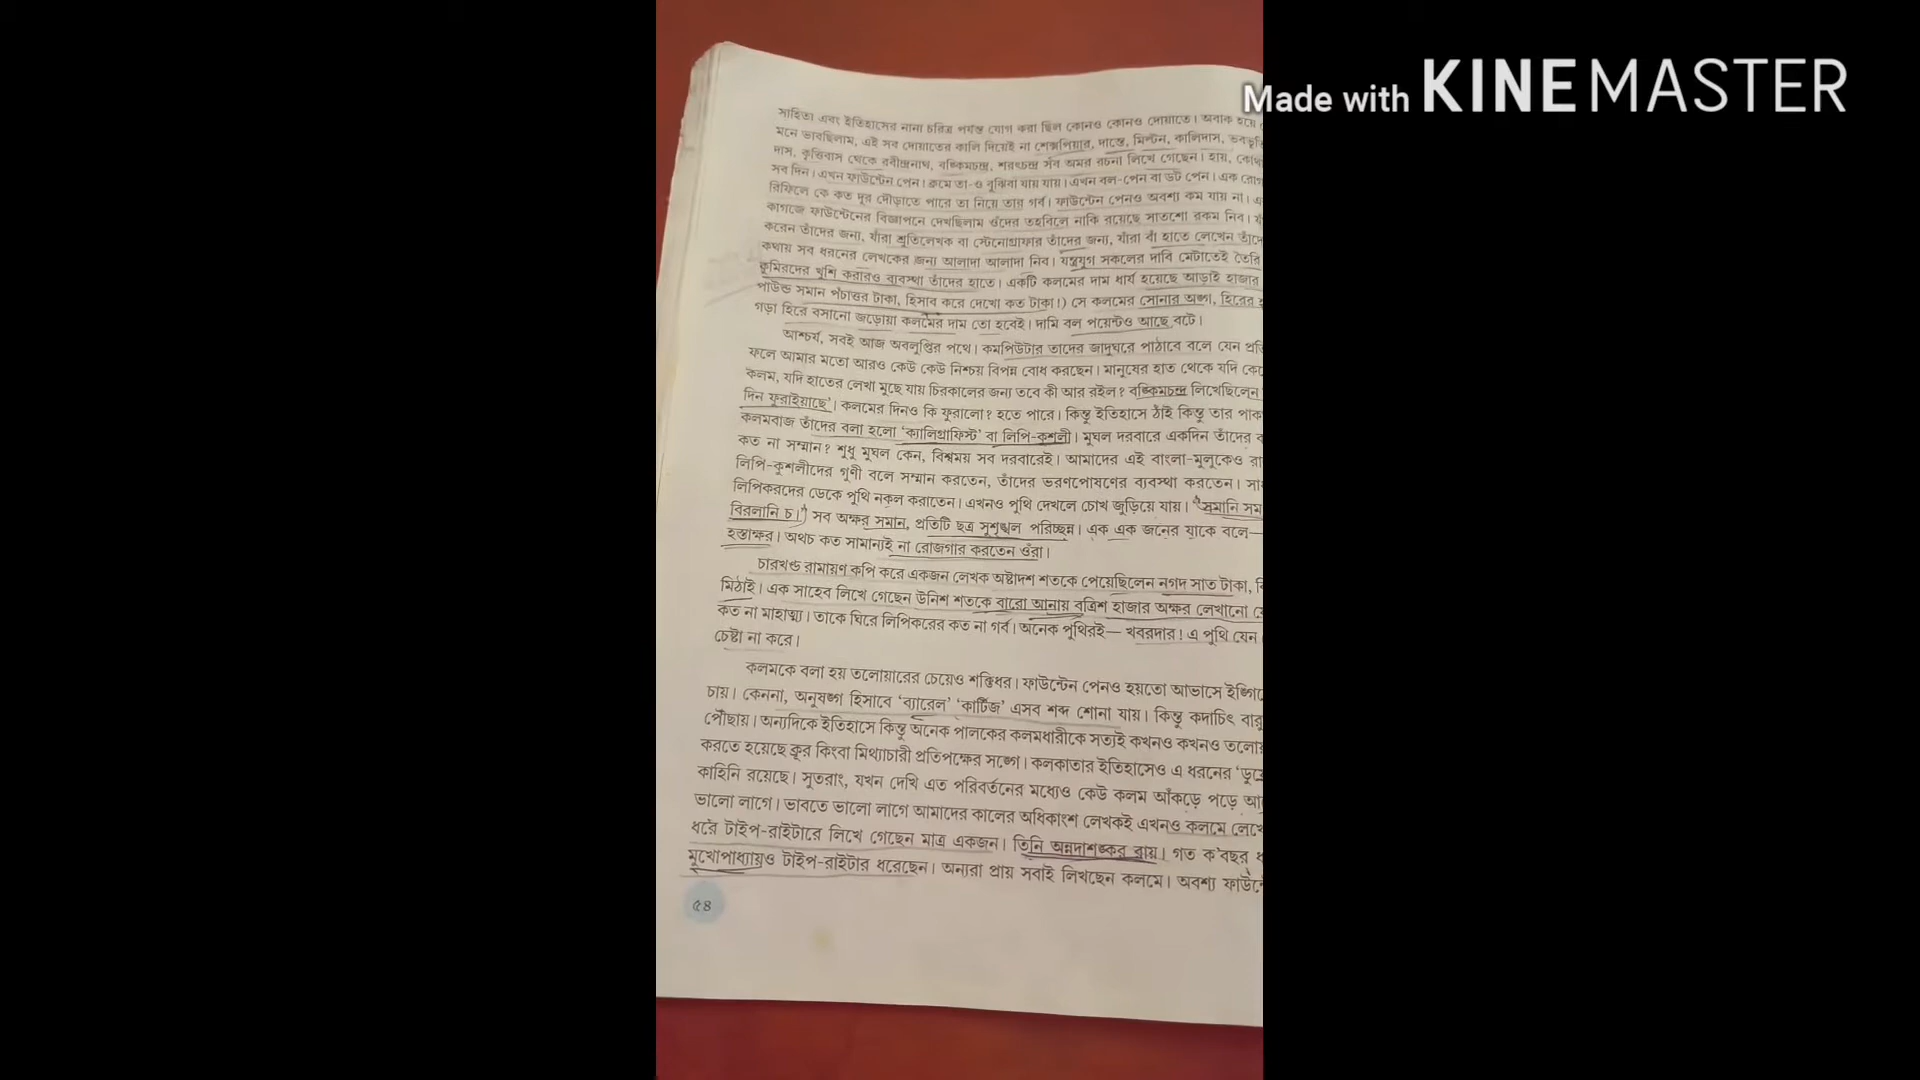 Made with KINEMASTER
সাহিত্য এবং ইতিহাসের নানা চরিত্র পর্যন্ত যোগ করা ছিল কোনও কোনও দোয়াতে। অবাক হয়ে
মনে ভাবছিলাম, এই সব দোয়াতের কালি দিয়েই না শেক্সপিয়ার, দান্তে, মিল্টন, কালিদাস,
দাস, কৃত্তিবাস থেকে রবীন্দ্রনাথ, বঙ্কিমচন্দ্র, শরৎচন্দ্র সব অমর রচনা লিখে গেছেন। হায়,
সব দিন। এখন ফাউন্টেন পেন। ক্রমে তা-ও বুঝিবা যায় যায়। এখন বল-পেন বা ডট পেন। এক
রিফিলে কে কত দূর দৌড়াতে পারে তা নিয়ে তার গর্ব। ফাউন্টেন পেনও অবশ্য কম যায় না।
কাগজে ফাউন্টেনের বিজ্ঞাপনে দেখছিলাম ওঁদের তহবিলে নাকি রয়েছে সাতশো রকম নিব।
করেন তাঁদের জন্য, যাঁরা শ্রুতিলেখক বা স্টেনোগ্রাফার তাঁদের জন্য, যাঁরা বাঁ হাতে লেখেন
কথায় সব ধরনের লেখকের জন্য আলাদা আলাদা নিব। যন্ত্রযুগ সকলের দাবি মেটাতেই তৈরি
কুমিরদের খুশি করারও ব্যবস্থা তাঁদের হাতে। একটি কলমের দাম ধার্য হয়েছে আড়াই হাজার
পাউন্ড সমান পঁচাত্তর টাকা, হিসাব করে দেখো কত টাকা!) সে কলমের সোনার অঙ্গ, হিরের
গড়া হিরে বসানো জড়োয়া কলমের দাম তো হবেই। দামি বল পয়েন্টও আছে বটে।
আশ্চর্য, সবই আজ অবলুপ্তির পথে। কমপিউটার তাদের জাদুঘরে পাঠাবে বলে যেন
ফলে আমার মতো আরও কেউ কেউ নিশ্চয় বিপন্ন বোধ করছেন। মানুষের হাত থেকে যদি
কলম, যদি হাতের লেখা মুছে যায় চিরকালের জন্য তবে কী আর রইল? বঙ্কিমচন্দ্র লিখেছিলেন
দিন ফুরাইয়াছে'। কলমের দিনও কি ফুরালো? হতে পারে। কিন্তু ইতিহাসে ঠাঁই কিন্তু তার
কলমবাজ তাঁদের বলা হলো 'ক্যালিগ্রাফিস্ট' বা লিপি-কুশলী। মুঘল দরবারে একদিন তাঁদের
কত না সম্মান? শুধু মুঘল কেন, বিশ্বময় সব দরবারেই। আমাদের এই বাংলা-মুলুকেও
লিপি-কুশলীদের গুণী বলে সম্মান করতেন, তাঁদের ভরণপোষণের ব্যবস্থা করতেন।
লিপিকরদের ডেকে পুথি নকল করাতেন। এখনও পুথি দেখলে চোখ জুড়িয়ে যায়। "সমানি
বিরলানি চ।" সব অক্ষর সমান, প্রতিটি ছত্র সুশৃঙ্খল পরিচ্ছন্ন। এক এক জনের যাকে বলে—
হস্তাক্ষর। অথচ কত সামান্যই না রোজগার করতেন ওঁরা।
চারখণ্ড রামায়ণ কপি করে একজন লেখক অষ্টাদশ শতকে পেয়েছিলেন নগদ সাত টাকা,
মিঠাই। এক সাহেব লিখে গেছেন উনিশ শতকে বারো আনায় বত্রিশ হাজার অক্ষর লেখানো
কত না মাহাত্ম্য। তাকে ঘিরে লিপিকরের কত না গর্ব। অনেক পুথিরই— খবরদার! এ পুথি যেন
চেষ্টা না করে।
কলমকে বলা হয় তলোয়ারের চেয়েও শক্তিধর। ফাউন্টেন পেনও হয়তো আভাসে
চায়। কেননা, অনুষঙ্গ হিসাবে 'ব্যারেল' 'কার্টিজ' এসব শব্দ শোনা যায়। কিন্তু কদাচিৎ
পৌঁছায়। অন্যদিকে ইতিহাসে কিন্তু অনেক পালকের কলমধারীকে সত্যই কখনও কখনও
করতে হয়েছে ক্রূর কিংবা মিথ্যাচারী প্রতিপক্ষের সঙ্গে। কলকাতার ইতিহাসেও এ ধরনের
কাহিনি রয়েছে। সুতরাং, যখন দেখি এত পরিবর্তনের মধ্যেও কেউ কলম আঁকড়ে পড়ে
ভালো লাগে। ভাবতে ভালো লাগে আমাদের কালের অধিকাংশ লেখকই এখনও কলমে
ধরে টাইপ-রাইটারে লিখে গেছেন মাত্র একজন। তিনি অন্নদাশঙ্কর রায়। গত ক'বছর
মুখোপাধ্যায়ও টাইপ-রাইটার ধরেছেন। অন্যরা প্রায় সবাই লিখছেন কলমে। অবশ্য
৫৪